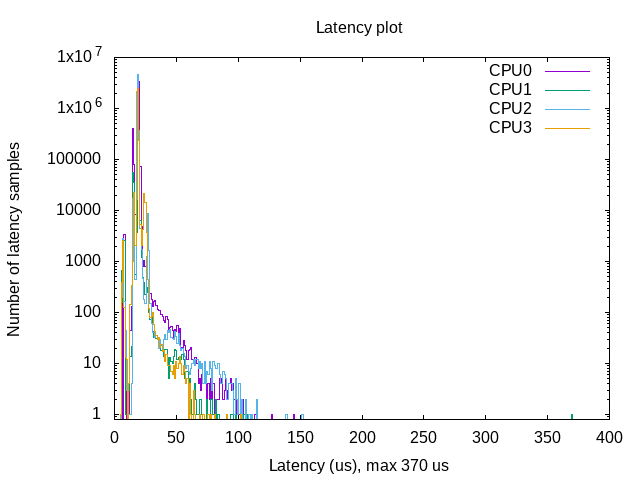 Latency plot
Number of latency samples
1x10^7
1x10^6
100000
10000
1000
100
10
1
CPU0
CPU1
CPU2
CPU3
0 50 100 150 200 250 300 350 400
Latency (us), max 370 us